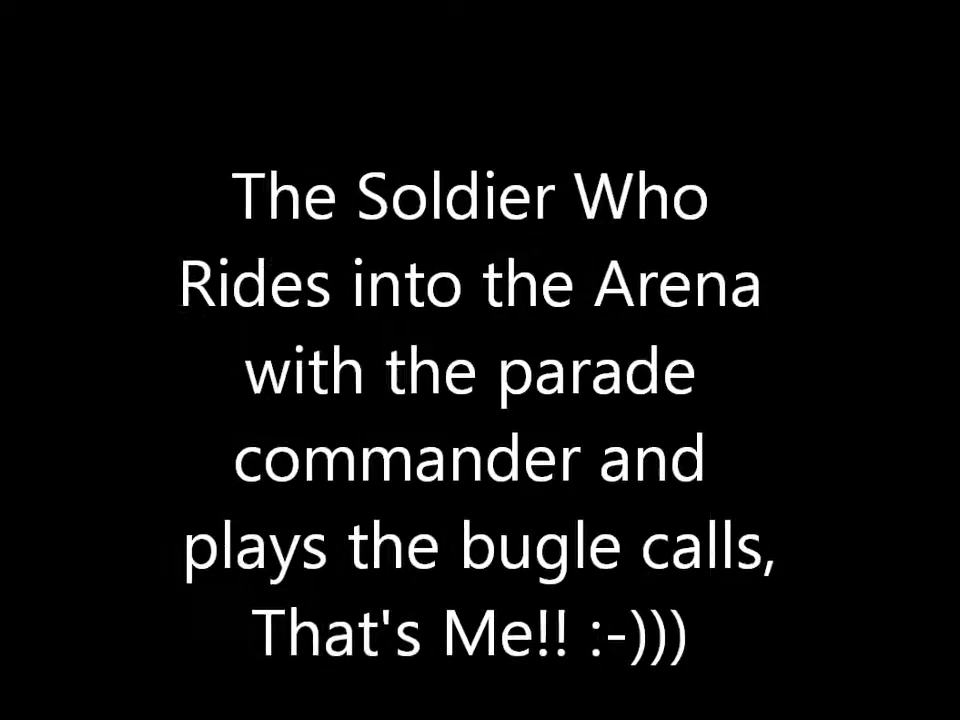 The Soldier Who
Rides into the Arena
with the parade
commander and
plays the bugle calls,
That's Me!! :-)))